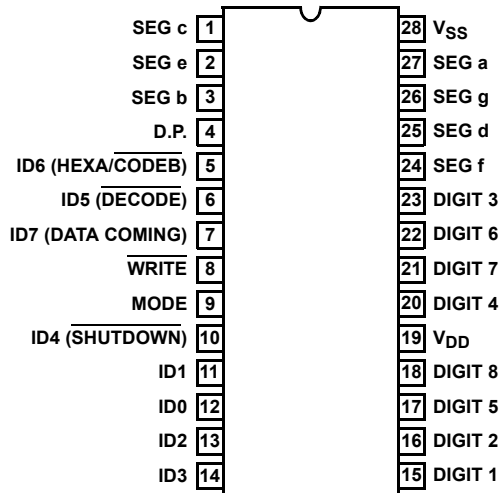 SEG c 1 28 VSS
SEG e 2 27 SEG a
SEG b 3 26 SEG g
D.P. 4 25 SEG d
ID6 (HEXA/CODEB) 5 24 SEG f
ID5 (DECODE) 6 23 DIGIT 3
ID7 (DATA COMING) 7 22 DIGIT 6
WRITE 8 21 DIGIT 7
MODE 9 20 DIGIT 4
ID4 (SHUTDOWN) 10 19 VDD
ID1 11 18 DIGIT 8
ID0 12 17 DIGIT 5
ID2 13 16 DIGIT 2
ID3 14 15 DIGIT 1